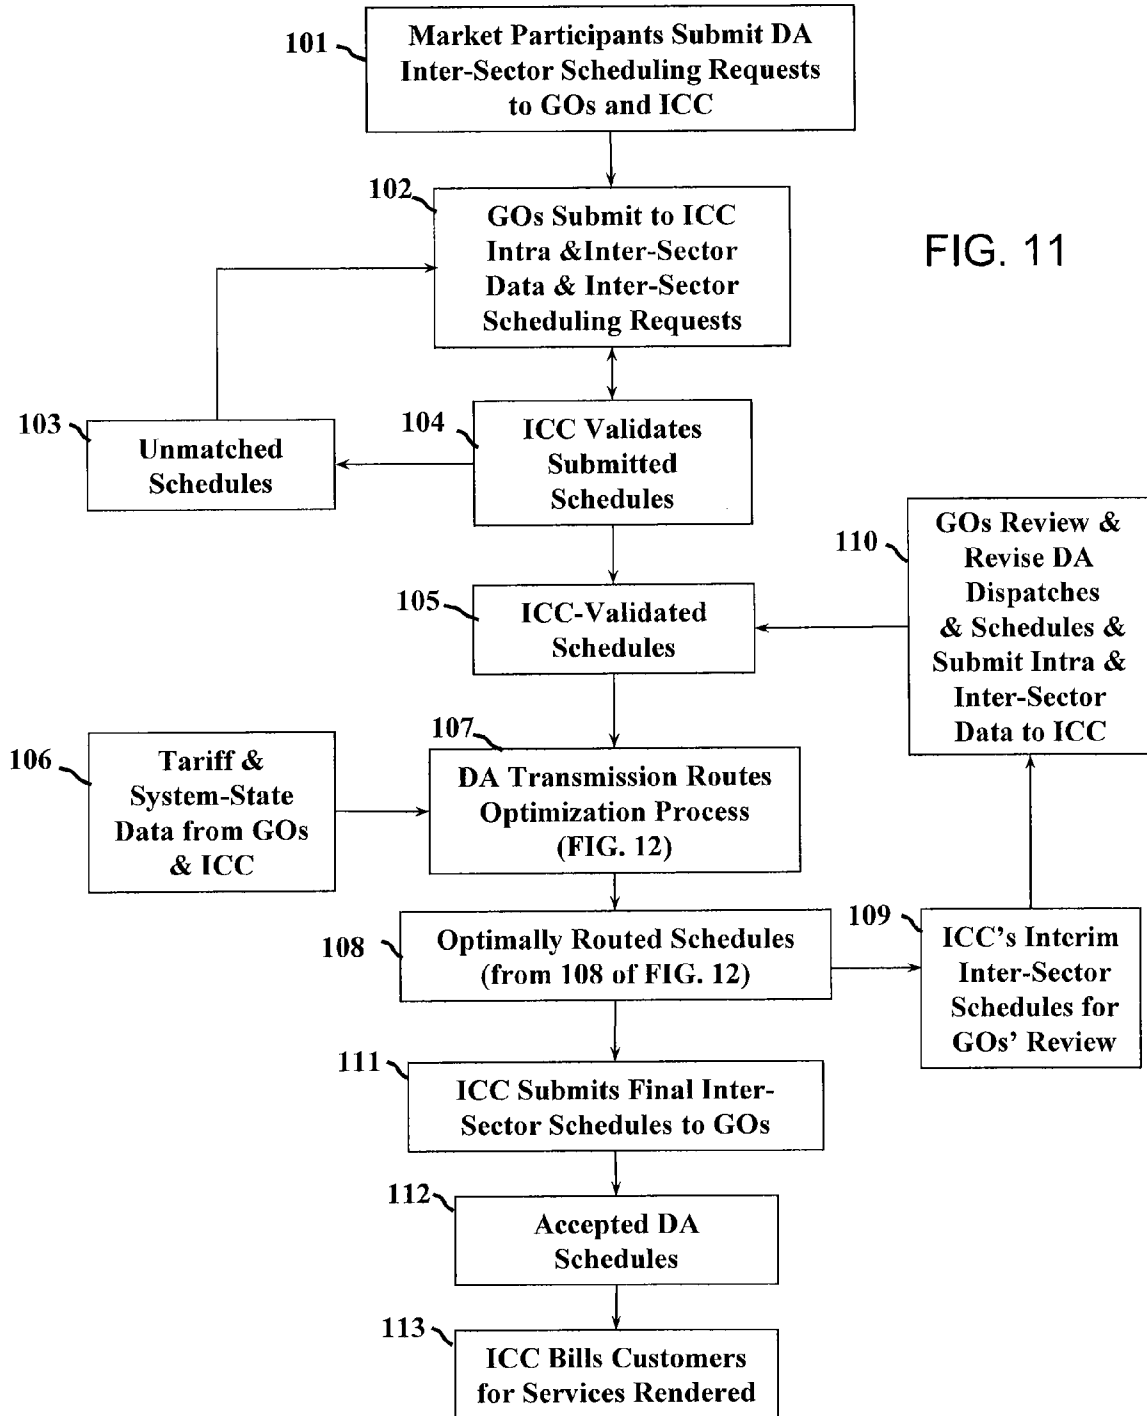 101
Market Participants Submit DA
Inter-Sector Scheduling Requests
to GOs and ICC
102
GOs Submit to ICC
Intra &Inter-Sector
Data & Inter-Sector
Scheduling Requests
FIG. 11
103
Unmatched
Schedules
104
ICC Validates
Submitted
Schedules
105
ICC-Validated
Schedules
110
GOs Review &
Revise DA
Dispatches
& Schedules &
Submit Intra &
Inter-Sector
Data to ICC
106
Tariff &
System-State
Data from GOs
& ICC
107
DA Transmission Routes
Optimization Process
(FIG. 12)
108
Optimally Routed Schedules
(from 108 of FIG. 12)
109
ICC's Interim
Inter-Sector
Schedules for
GOs' Review
111
ICC Submits Final Inter-
Sector Schedules to GOs
112
Accepted DA
Schedules
113
ICC Bills Customers
for Services Rendered